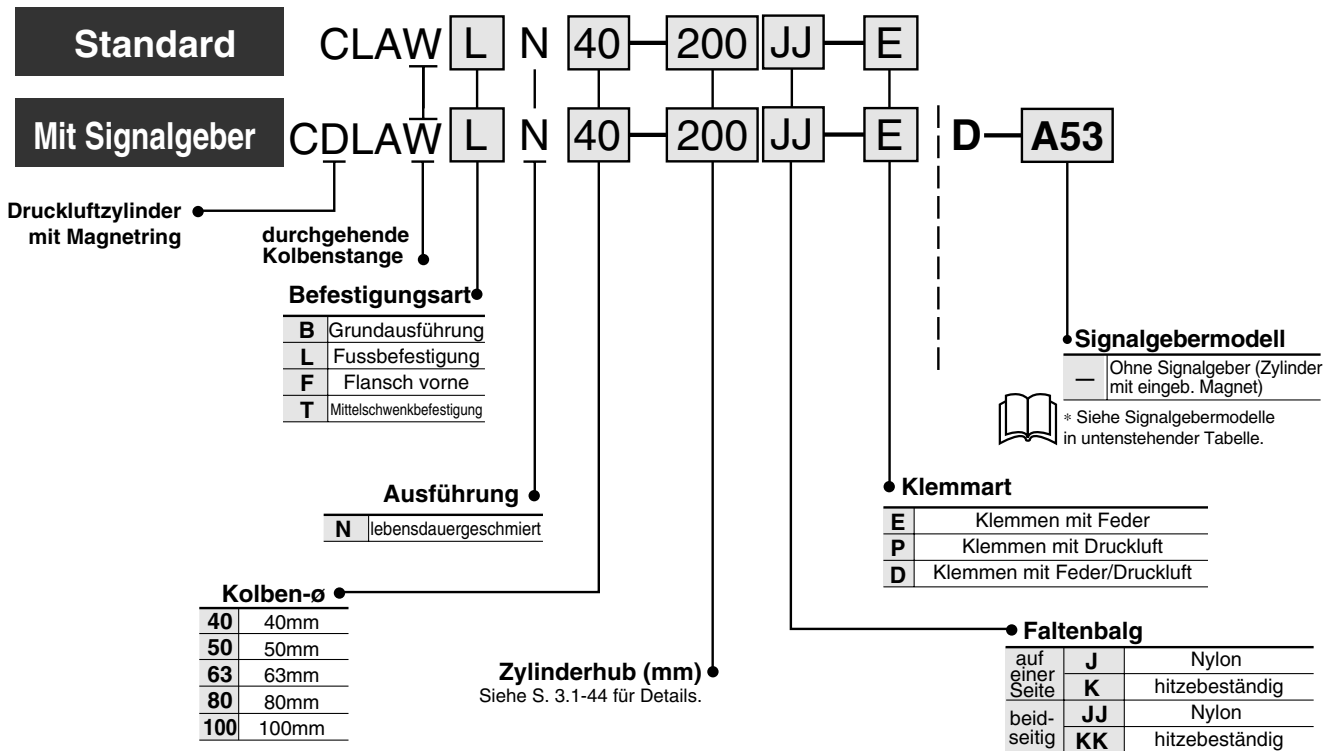 Standard CLAW L N 40 — 200 JJ — E
Mit Signalgeber CDLAW L N 40 — 200 JJ — E D — A53
Druckluftzylinder
mit Magnetring
durchgehende
Kolbenstange
Befestigungsart
B Grundausführung
L Fussbefestigung
F Flansch vorne
T Mittelschwenkbefestigung
Signalgebermodell
— Ohne Signalgeber (Zylinder
mit eingeb. Magnet)
* Siehe Signalgebermodelle
in untenstehender Tabelle.
Ausführung
N lebensdauergeschmiert
Klemmart
E Klemmen mit Feder
P Klemmen mit Druckluft
D Klemmen mit Feder/Druckluft
Kolben-ø
40 40mm
50 50mm
63 63mm
80 80mm
100 100mm
Zylinderhub (mm)
Siehe S. 3.1-44 für Details.
Faltenbalg
auf
einer
Seite
J Nylon
K hitzebeständig
beid-
seitig
JJ Nylon
KK hitzebeständig